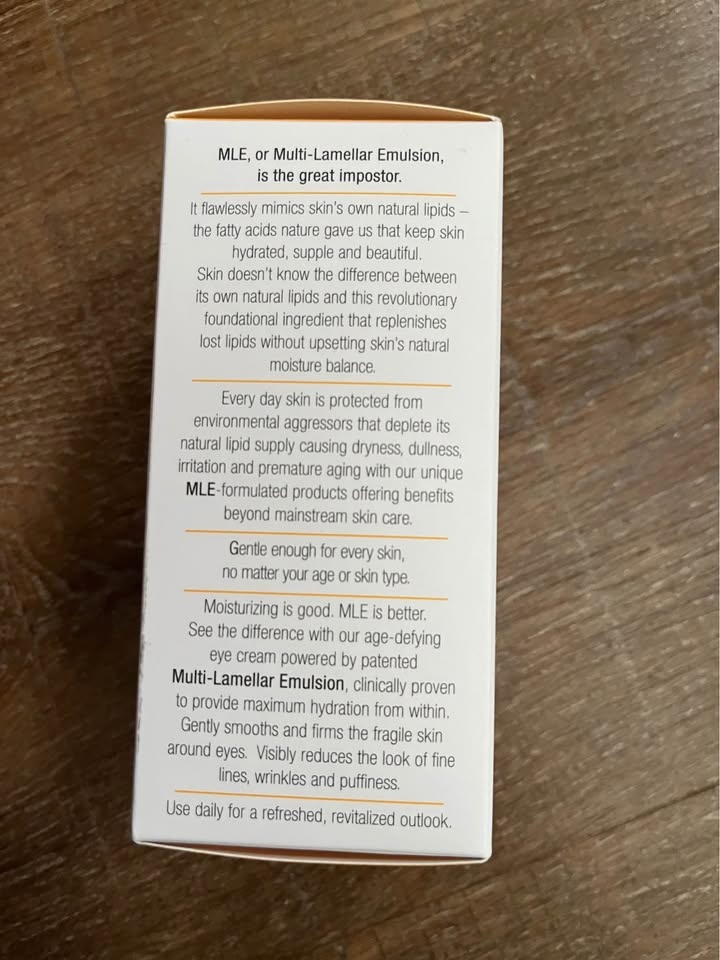 MLE, or Multi-Lamellar Emulsion,
is the great impostor.
It flawlessly mimics skin's own natural lipids –
the fatty acids nature gave us that keep skin
hydrated, supple and beautiful.
Skin doesn't know the difference between
its own natural lipids and this revolutionary
foundational ingredient that replenishes
lost lipids without upsetting skin's natural
moisture balance.
Every day skin is protected from
environmental aggressors that deplete its
natural lipid supply causing dryness, dullness,
irritation and premature aging with our unique
MLE-formulated products offering benefits
beyond mainstream skin care.
Gentle enough for every skin,
no matter your age or skin type.
Moisturizing is good. MLE is better.
See the difference with our age-defying
eye cream powered by patented
Multi-Lamellar Emulsion, clinically proven
to provide maximum hydration from within.
Gently smooths and firms the fragile skin
around eyes. Visibly reduces the look of fine
lines, wrinkles and puffiness.
Use daily for a refreshed, revitalized outlook.